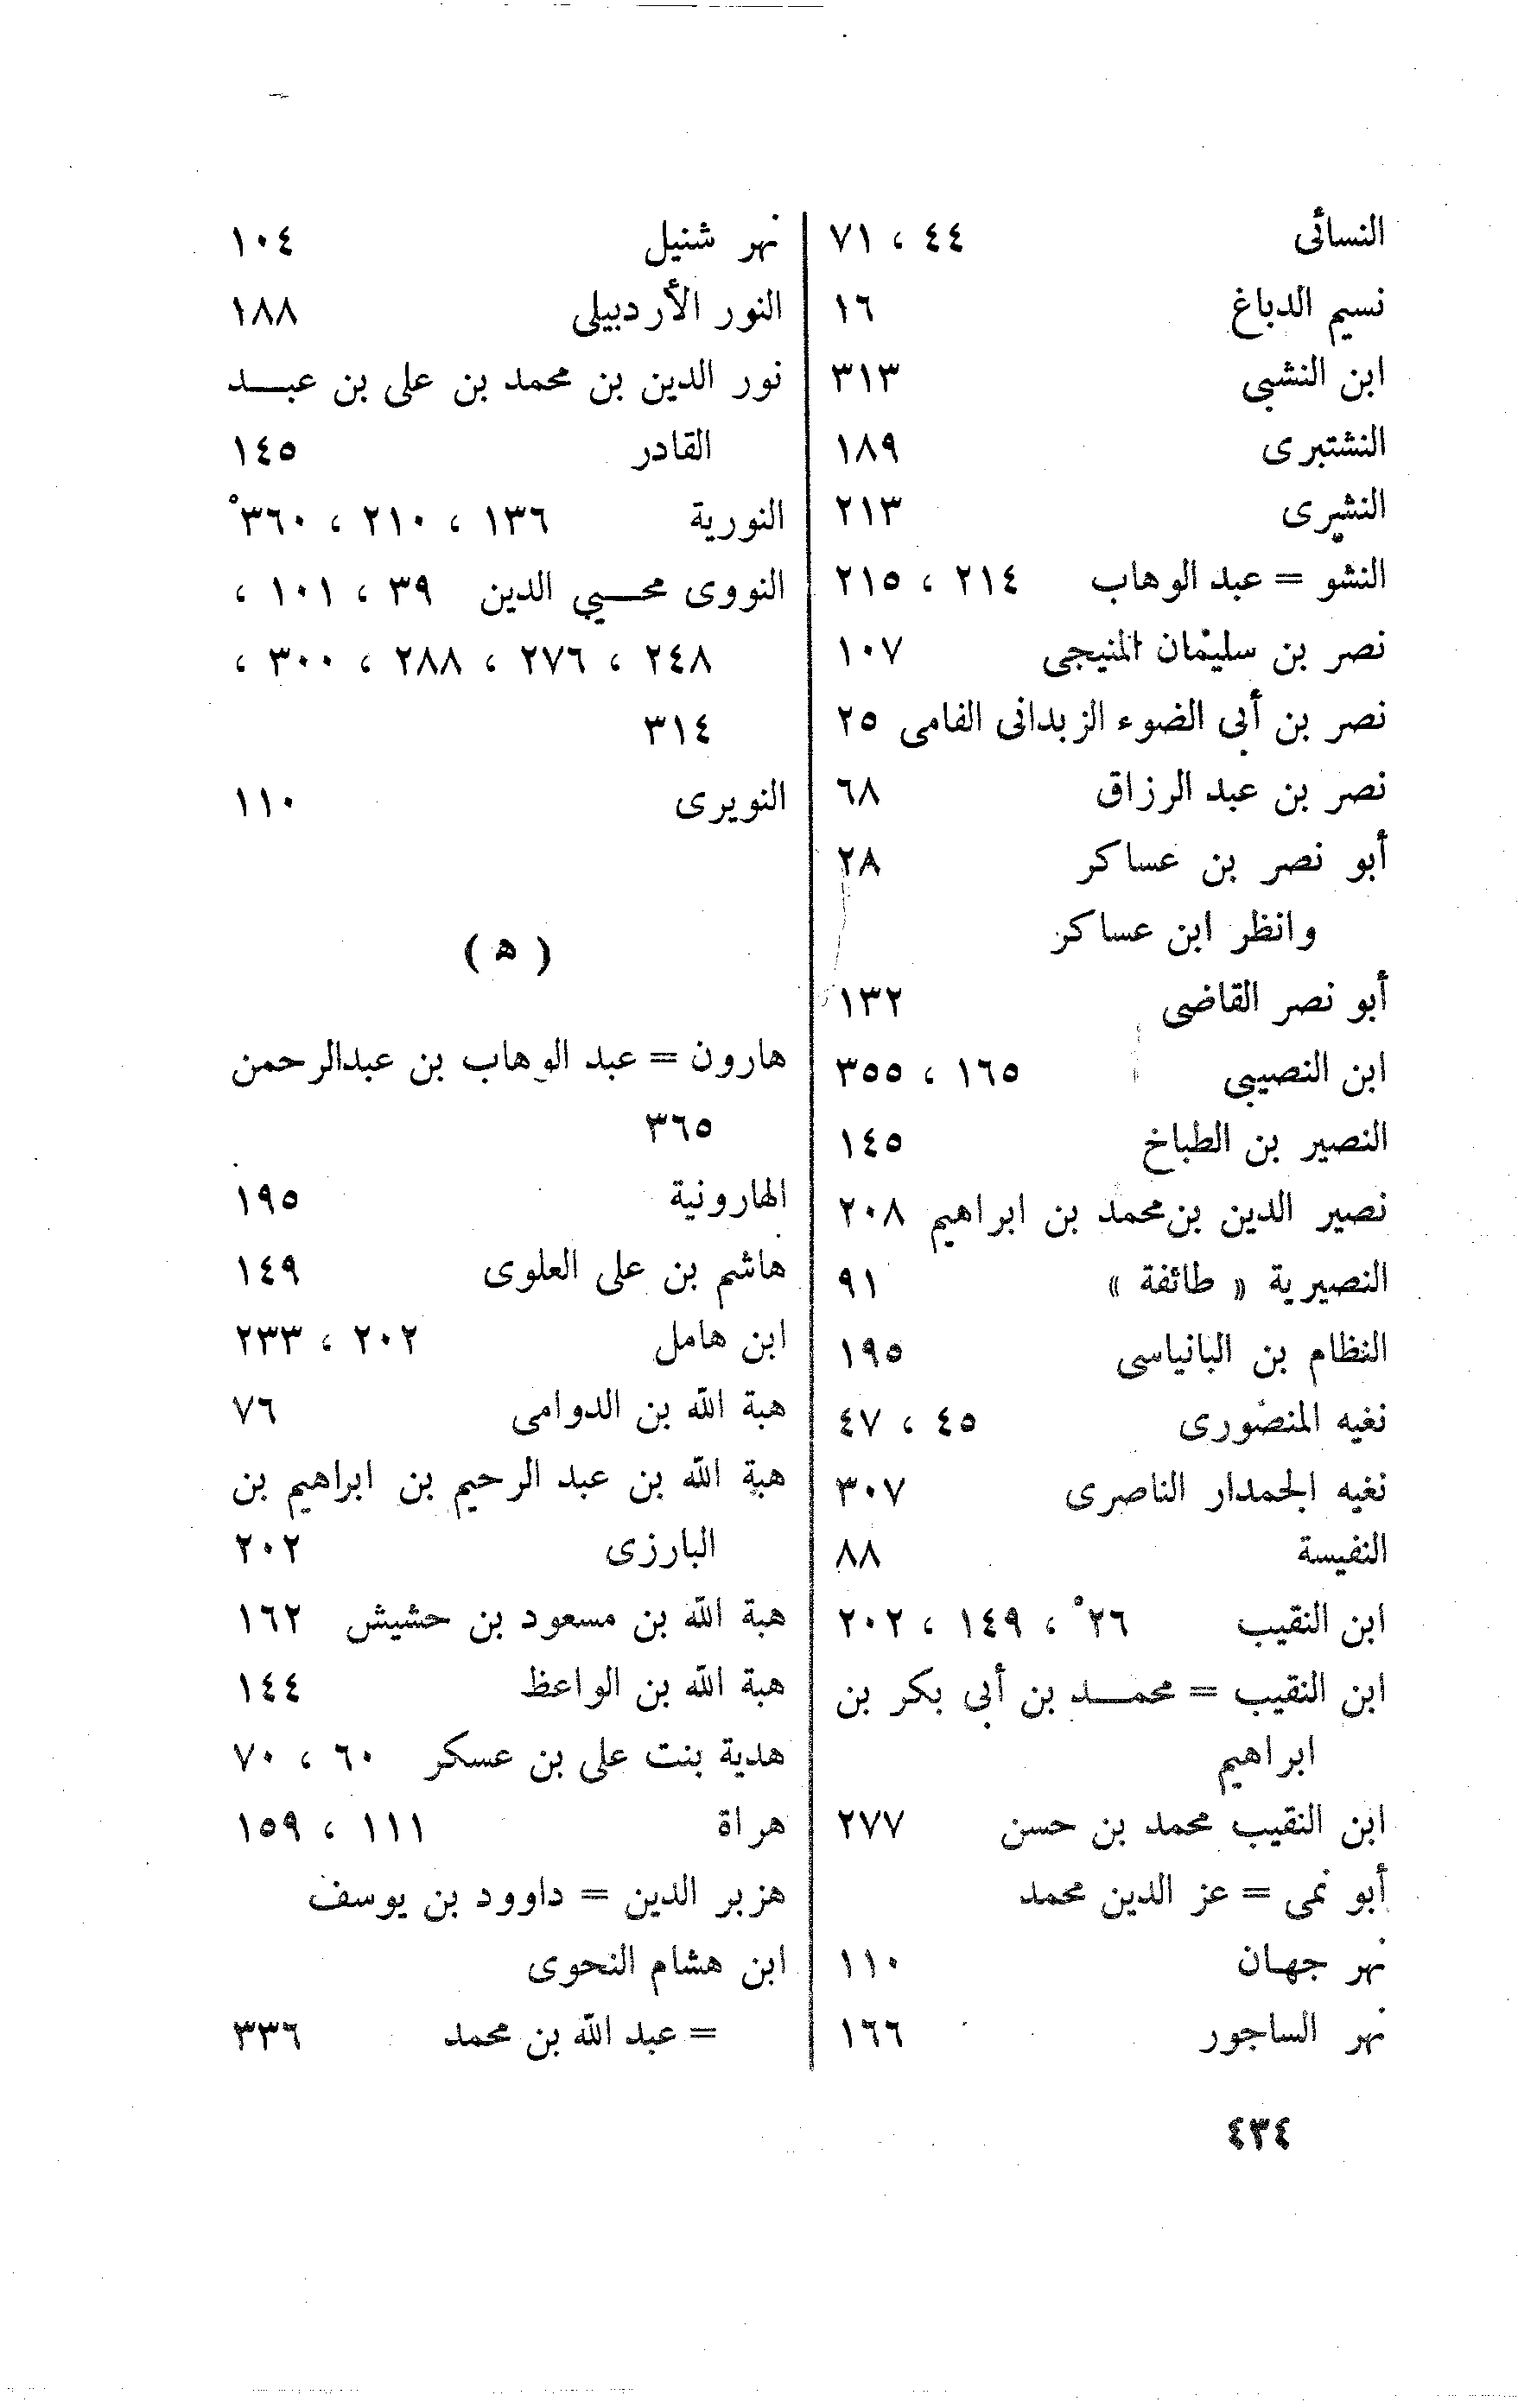 النسائى ٤٤ ، ٧١
نسيم الدباغ ١٦
ابن النشبى ٣١٣
النشتبرى ١٨٩
النشيرى ٢١٣
النشو = عبد الوهاب ٢١٤ ، ٢١٥
نصر بن سليمان المنيجى ١٠٧
نصر بن أبى الضوء الزبدانى الفامى ٢٥
نصر بن عبد الرزاق ٦٨
أبو نصر بن عساكر ٢٨
وانظر ابن عساكر
أبو نصر القاضى ١٣٢
ابن النصيبى ١٦٥ ، ٣٥٥
النصير بن الطباخ ١٤٥
نصير الدين بن محمد بن ابراهيم ٢٠٨
النصيرية « طائفة » ٩١
النظام بن البانياسى ١٩٥
نغيه المنصورى ٤٥ ، ٤٧
نغيه الجمدار الناصرى ٣٠٧
النفيسة ٨٨
ابن النقيب ٢٦° ، ١٤٩ ، ٢٠٢
ابن النقيب = محمد بن أبى بكر بن
ابراهيم
ابن النقيب محمد بن حسن ٢٧٧
أبو نمى = عز الدين محمد
نهر جهان ١١٠
نهر الساجور ١٦٦
نهر شنيل ١٠٤
النور الأردبيلى ١٨٨
نور الدين بن محمد بن على بن عبد
القادر ١٤٥
النورية ١٣٦ ، ٢١٠ ، ٣٦٠°
النووى محيي الدين ٣٩ ، ١٠١ ،
٢٤٨ ، ٢٧٦ ، ٢٨٨ ، ٣٠٠ ،
٣١٤
النويرى ١١٠
( ه )
هارون = عبد الوهاب بن عبدالرحمن
٣٦٥
الهارونية ١٩٥
هاشم بن على العلوى ١٤٩
ابن هامل ٢٠٢ ، ٢٣٣
هبة الله بن الدوامى ٧٦
هبة الله بن عبد الرحيم بن ابراهيم بن
البارزى ٢٠٢
هبة الله بن مسعود بن حشيش ١٦٢
هبة الله بن الواعظ ١٤٤
هدية بنت على بن عسكر ٦٠ ، ٧٠
هراة ١١١ ، ١٥٩
هزبر الدين = داوود بن يوسف
ابن هشام النحوى
= عبد الله بن محمد ٣٣٦
٤٣٤